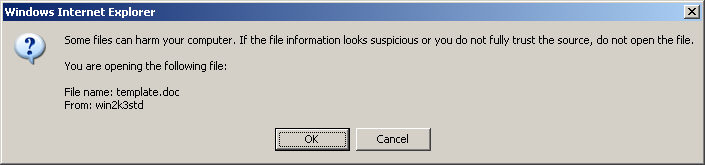 Windows Internet Explorer
Some files can harm your computer. If the file information looks suspicious or you do not fully trust the source, do not open the file.
You are opening the following file:
File name: template.doc
From: win2k3std
OK
Cancel